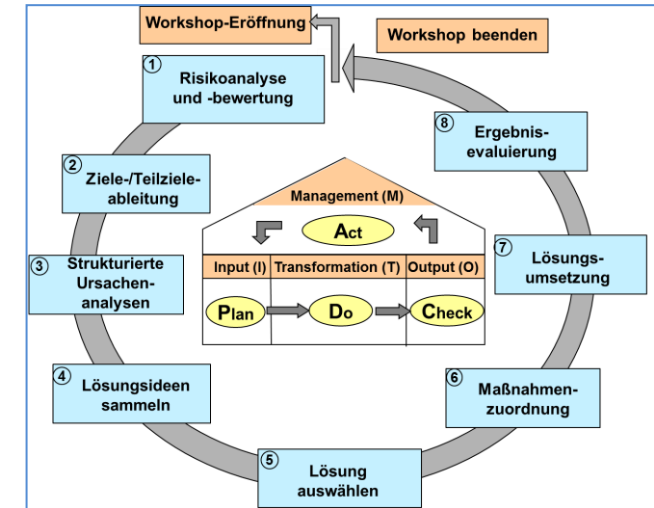 Workshop-Eröffnung
Workshop beenden
1
Risikoanalyse
und -bewertung
2
Ziele-/Teilziele-
ableitung
3
Strukturierte
Ursachen-
analysen
4
Lösungsideen
sammeln
5
Lösung
auswählen
6
Maßnahmen-
zuordnung
7
Lösungs-
umsetzung
8
Ergebnis-
evaluierung
Management (M)
Act
Input (I)
Transformation (T)
Output (O)
Plan
Do
Check